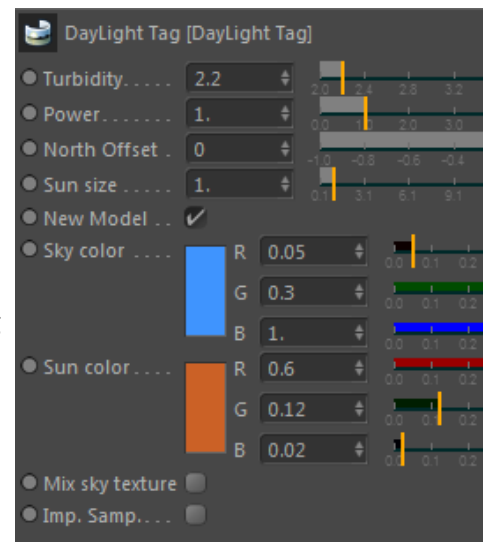 DayLight Tag [DayLight Tag]
Turbidity..... 2.2 2.0 2.4 2.8 3.2
Power....... 1. 0.0 1.0 2.0 3.0
North Offset . 0 -1.0 -0.8 -0.6 -0.4
Sun size ..... 1. 0.1 3.1 6.1 9.1
New Model ..
Sky color .... R 0.05 0.0 0.1 0.2
G 0.3 0.0 0.1 0.2
B 1. 0.0 0.1 0.2
Sun color.... R 0.6 0.0 0.1 0.2
G 0.12 0.0 0.1 0.2
B 0.02 0.0 0.1 0.2
Mix sky texture
Imp. Samp....